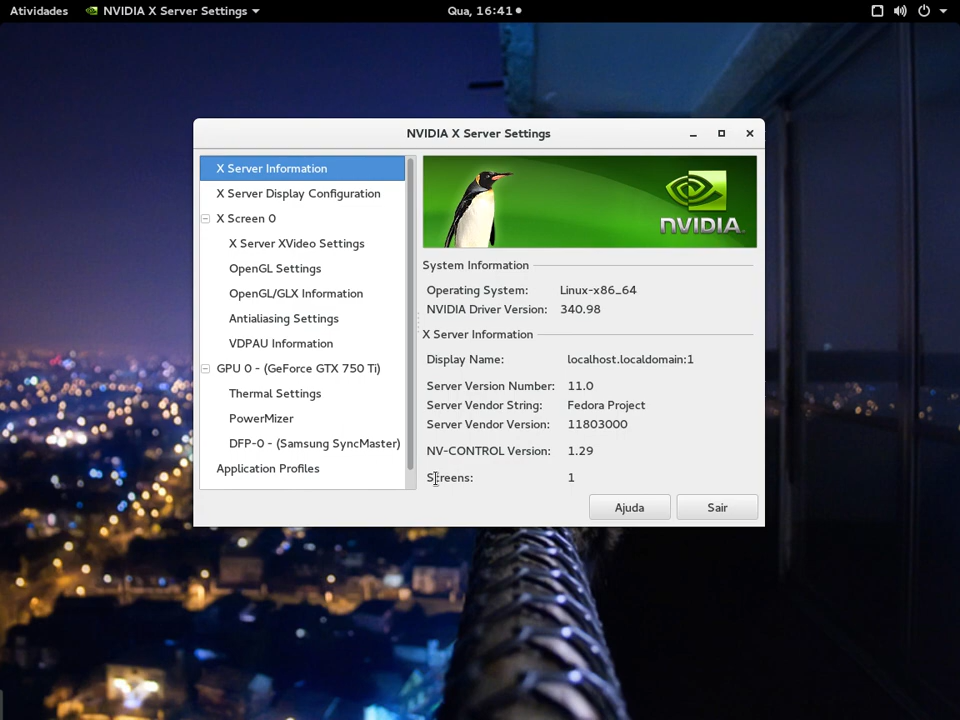 Atividades NVIDIA X Server Settings Qua, 16:41
NVIDIA X Server Settings
X Server Information
X Server Display Configuration
X Screen 0
X Server XVideo Settings
OpenGL Settings
OpenGL/GLX Information
Antialiasing Settings
VDPAU Information
GPU 0 - (GeForce GTX 750 Ti)
Thermal Settings
PowerMizer
DFP-0 - (Samsung SyncMaster)
Application Profiles
NVIDIA.
System Information
Operating System: Linux-x86_64
NVIDIA Driver Version: 340.98
X Server Information
Display Name: localhost.localdomain:1
Server Version Number: 11.0
Server Vendor String: Fedora Project
Server Vendor Version: 11803000
NV-CONTROL Version: 1.29
Screens: 1
Ajuda Sair